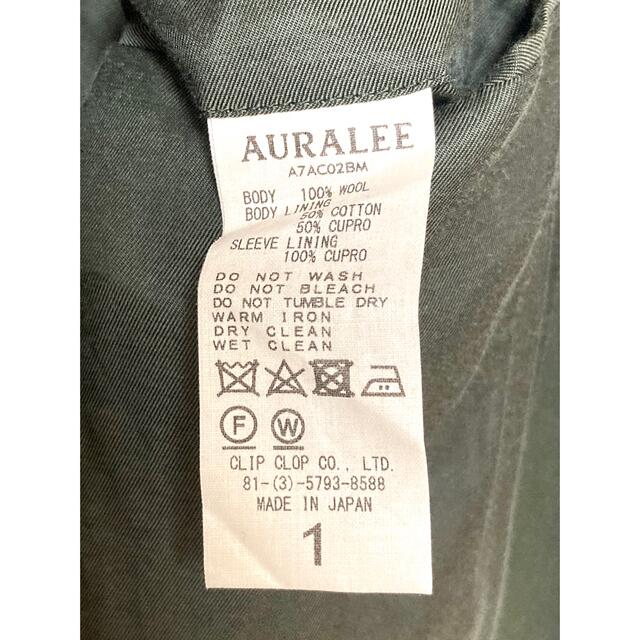 AURALEE
A7AC02BM
BODY 100% WOOL
BODY LINING
50% COTTON
50% CUPRO
SLEEVE LINING
100% CUPRO
DO NOT WASH
DO NOT BLEACH
DO NOT TUMBLE DRY
WARM IRON
DRY CLEAN
WET CLEAN
F W
CLIP CLOP CO., LTD.
81-(3)-5793-8588
MADE IN JAPAN
1